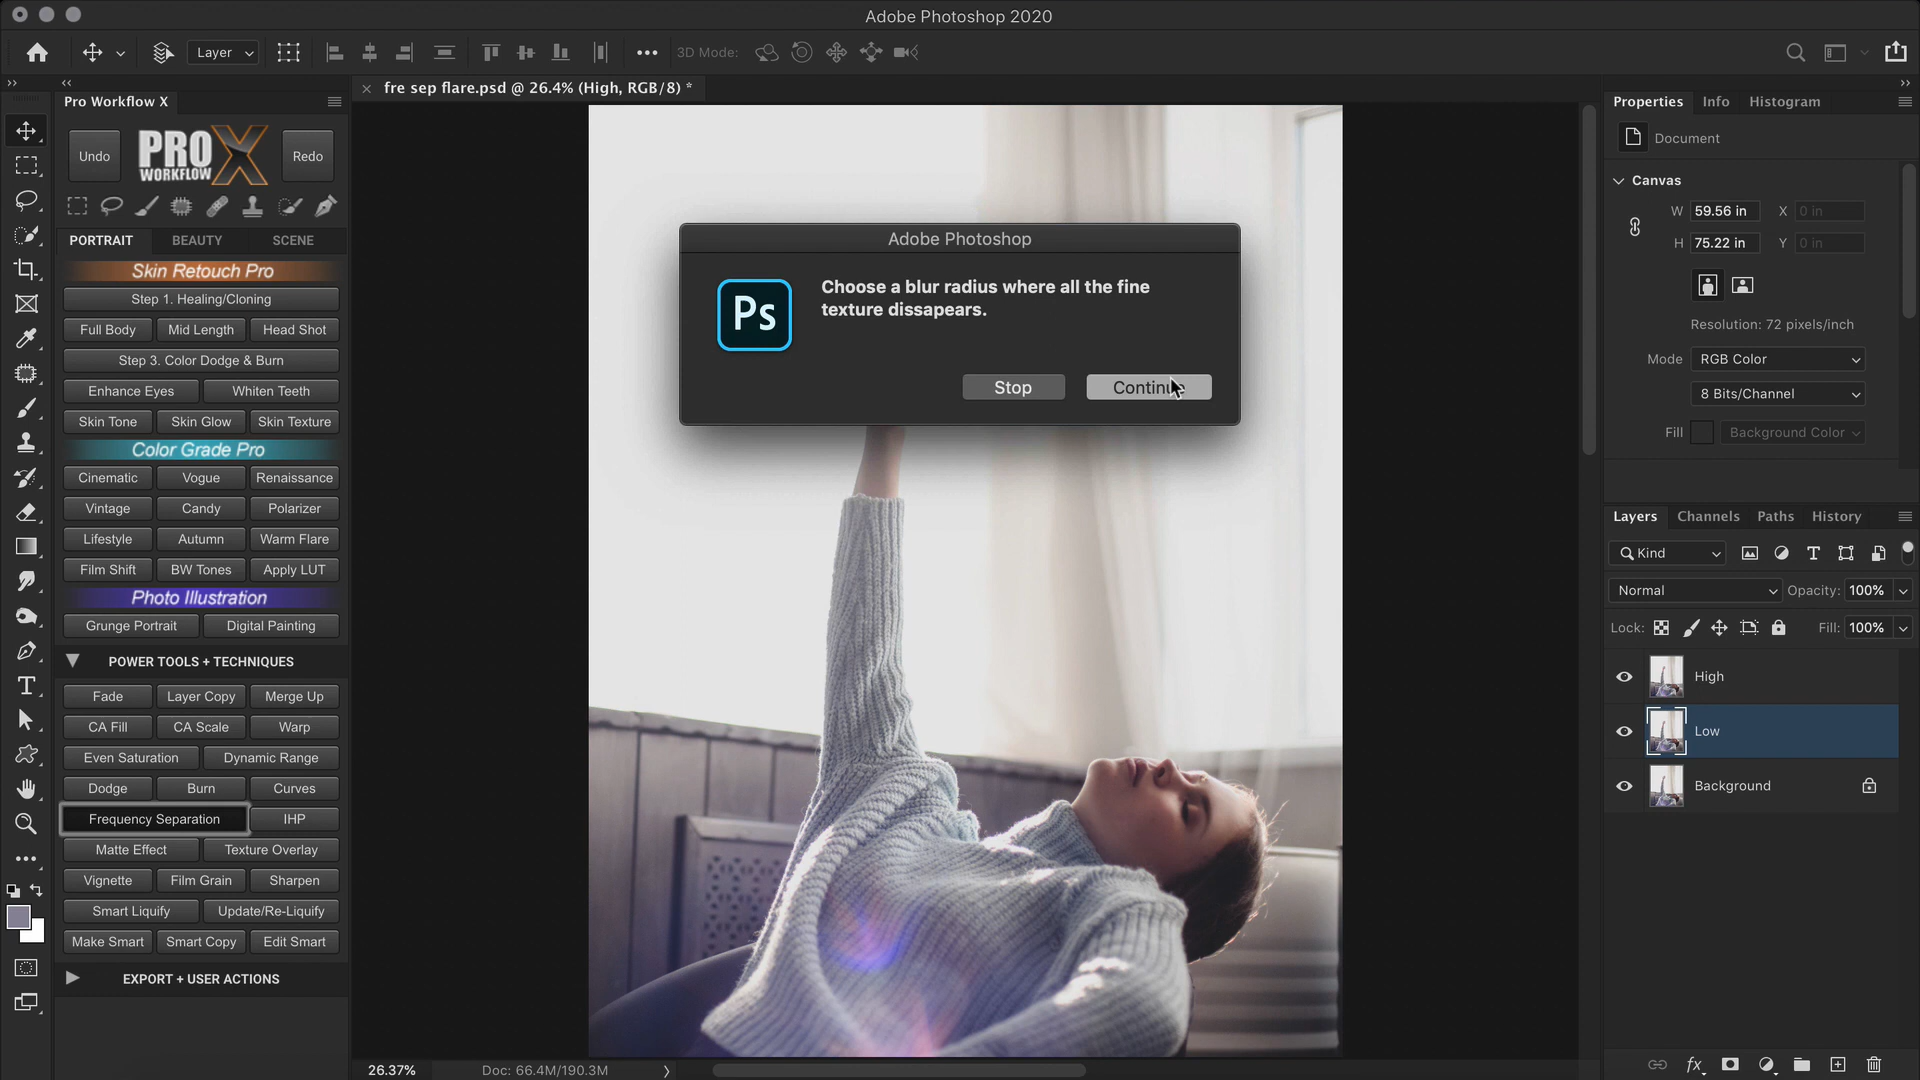 Adobe Photoshop 2020
Layer
3D Mode:
fre sep flare.psd @ 26.4% (High, RGB/8) *
Pro Workflow X
Undo
PRO X
WORKFLOW
Redo
PORTRAIT BEAUTY SCENE
Skin Retouch Pro
Step 1. Healing/Cloning
Full Body Mid Length Head Shot
Step 3. Color Dodge & Burn
Enhance Eyes Whiten Teeth
Skin Tone Skin Glow Skin Texture
Color Grade Pro
Cinematic Vogue Renaissance
Vintage Candy Polarizer
Lifestyle Autumn Warm Flare
Film Shift BW Tones Apply LUT
Photo Illustration
Grunge Portrait Digital Painting
POWER TOOLS + TECHNIQUES
Fade Layer Copy Merge Up
CA Fill CA Scale Warp
Even Saturation Dynamic Range
Dodge Burn Curves
Frequency Separation IHP
Matte Effect Texture Overlay
Vignette Film Grain Sharpen
Smart Liquify Update/Re-Liquify
Make Smart Smart Copy Edit Smart
EXPORT + USER ACTIONS
Adobe Photoshop
Ps
Choose a blur radius where all the fine
texture dissapears.
Stop Continue
26.37% Doc: 66.4M/190.3M
Properties Info Histogram
Document
Canvas
W 59.56 in X 0 in
H 75.22 in Y 0 in
Resolution: 72 pixels/inch
Mode RGB Color
8 Bits/Channel
Fill Background Color
Layers Channels Paths History
Kind
Normal Opacity: 100%
Lock: Fill: 100%
High
Low
Background
fx